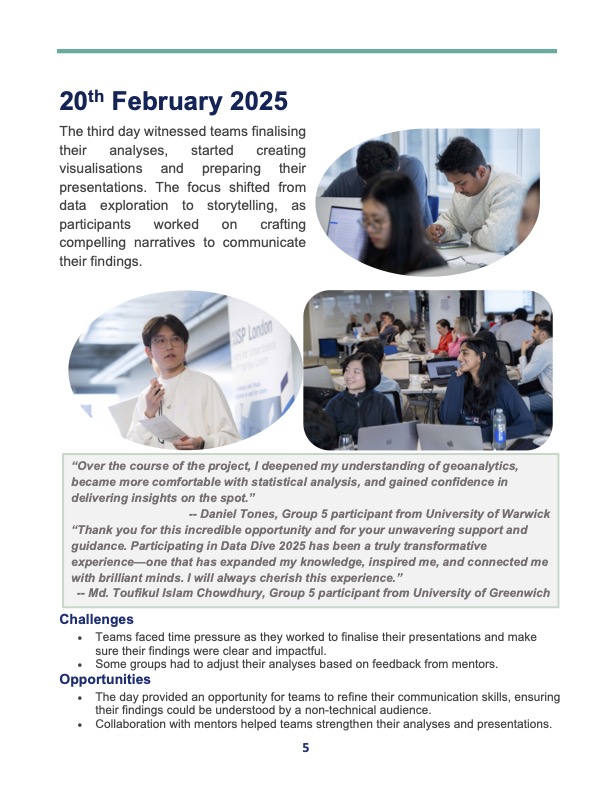 20th February 2025
The third day witnessed teams finalising
their analyses, started creating
visualisations and preparing their
presentations. The focus shifted from
data exploration to storytelling, as
participants worked on crafting
compelling narratives to communicate
their findings.
USP London
“Over the course of the project, I deepened my understanding of geoanalytics,
became more comfortable with statistical analysis, and gained confidence in
delivering insights on the spot.”
-- Daniel Tones, Group 5 participant from University of Warwick
“Thank you for this incredible opportunity and for your unwavering support and
guidance. Participating in Data Dive 2025 has been a truly transformative
experience—one that has expanded my knowledge, inspired me, and connected me
with brilliant minds. I will always cherish this experience.”
-- Md. Toufikul Islam Chowdhury, Group 5 participant from University of Greenwich
Challenges
• Teams faced time pressure as they worked to finalise their presentations and make
sure their findings were clear and impactful.
• Some groups had to adjust their analyses based on feedback from mentors.
Opportunities
• The day provided an opportunity for teams to refine their communication skills, ensuring
their findings could be understood by a non-technical audience.
• Collaboration with mentors helped teams strengthen their analyses and presentations.
5